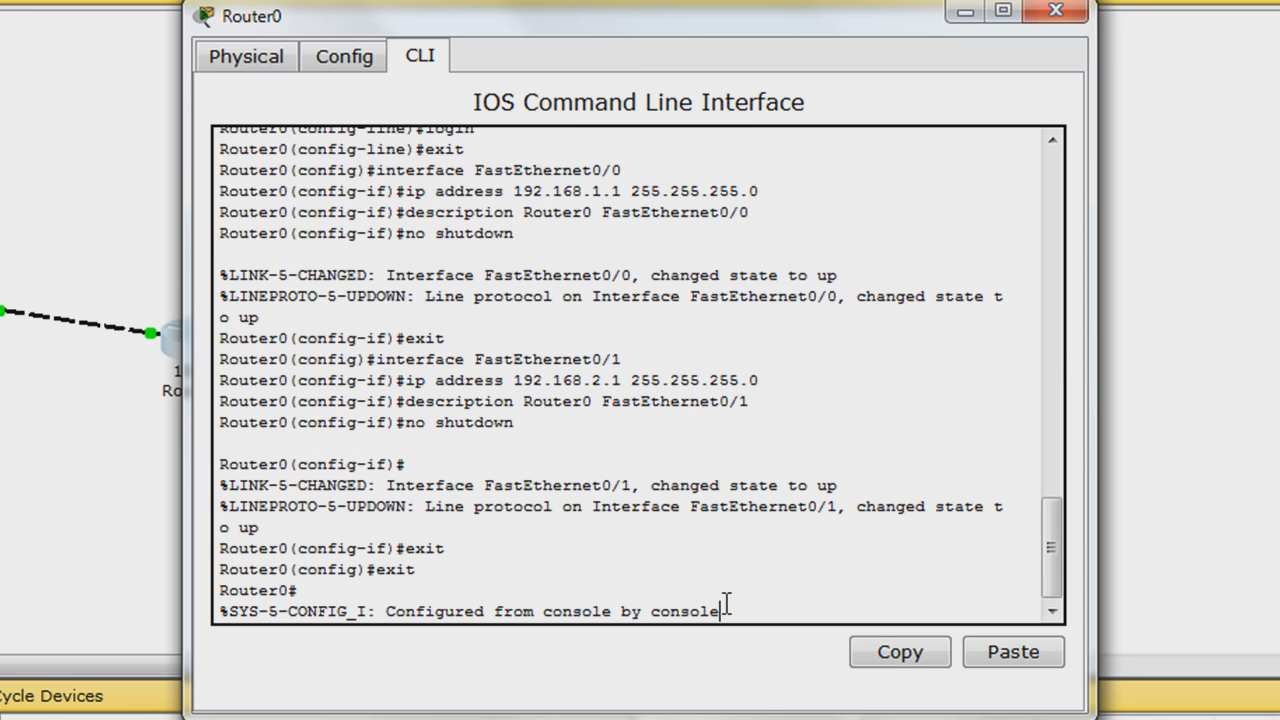 Router0
Physical
Config
CLI
IOS Command Line Interface
Router0(config-line)#login
Router0(config-line)#exit
Router0(config)#interface FastEthernet0/0
Router0(config-if)#ip address 192.168.1.1 255.255.255.0
Router0(config-if)#description Router0 FastEthernet0/0
Router0(config-if)#no shutdown
%LINK-5-CHANGED: Interface FastEthernet0/0, changed state to up
%LINEPROTO-5-UPDOWN: Line protocol on Interface FastEthernet0/0, changed state t
o up
Router0(config-if)#exit
Router0(config)#interface FastEthernet0/1
Router0(config-if)#ip address 192.168.2.1 255.255.255.0
Router0(config-if)#description Router0 FastEthernet0/1
Router0(config-if)#no shutdown
Router0(config-if)#
%LINK-5-CHANGED: Interface FastEthernet0/1, changed state to up
%LINEPROTO-5-UPDOWN: Line protocol on Interface FastEthernet0/1, changed state t
o up
Router0(config-if)#exit
Router0(config)#exit
Router0#
%SYS-5-CONFIG_I: Configured from console by console
Copy
Paste
1
Ro
Cycle Devices